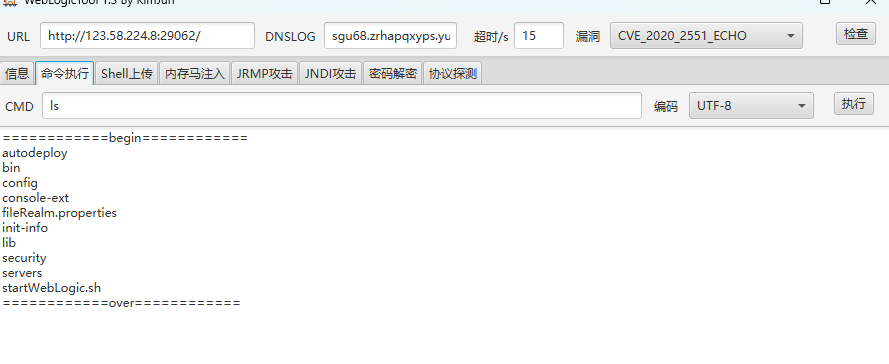 WebLogicTool 1.3 By KimJun
URL http://123.58.224.8:29062/ DNSLOG sgu68.zrhapqxyps.yu 超时/s 15 漏洞 CVE_2020_2551_ECHO 检查
信息 命令执行 Shell上传 内存马注入 JRMP攻击 JNDI攻击 密码解密 协议探测
CMD ls 编码 UTF-8 执行
============begin============
autodeploy
bin
config
console-ext
fileRealm.properties
init-info
lib
security
servers
startWebLogic.sh
============over============